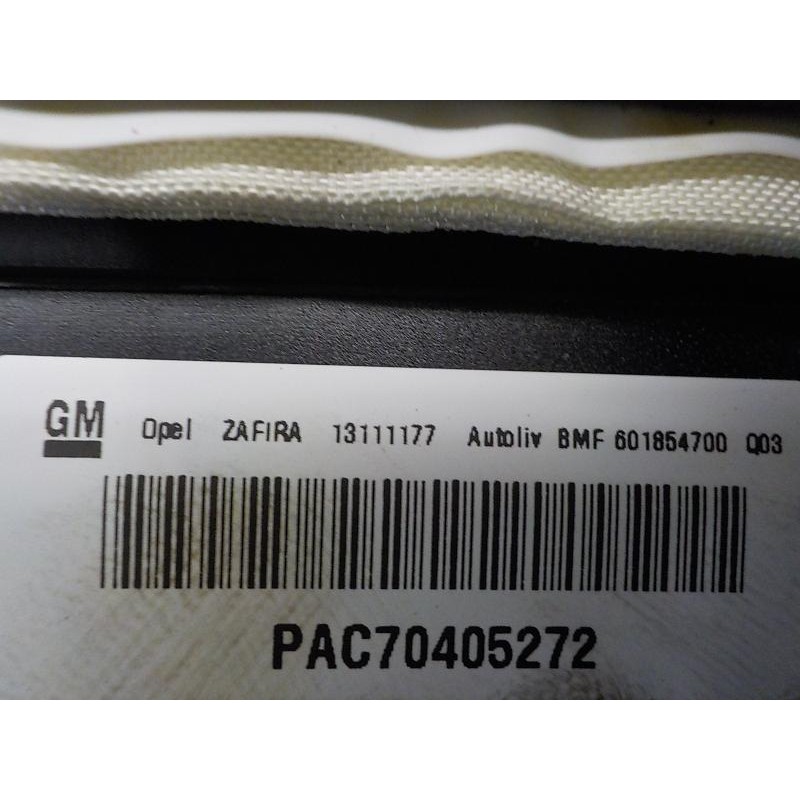 GM Opel ZAFIRA 13111177 Autoliv BMF 601854700 Q03
PAC70405272